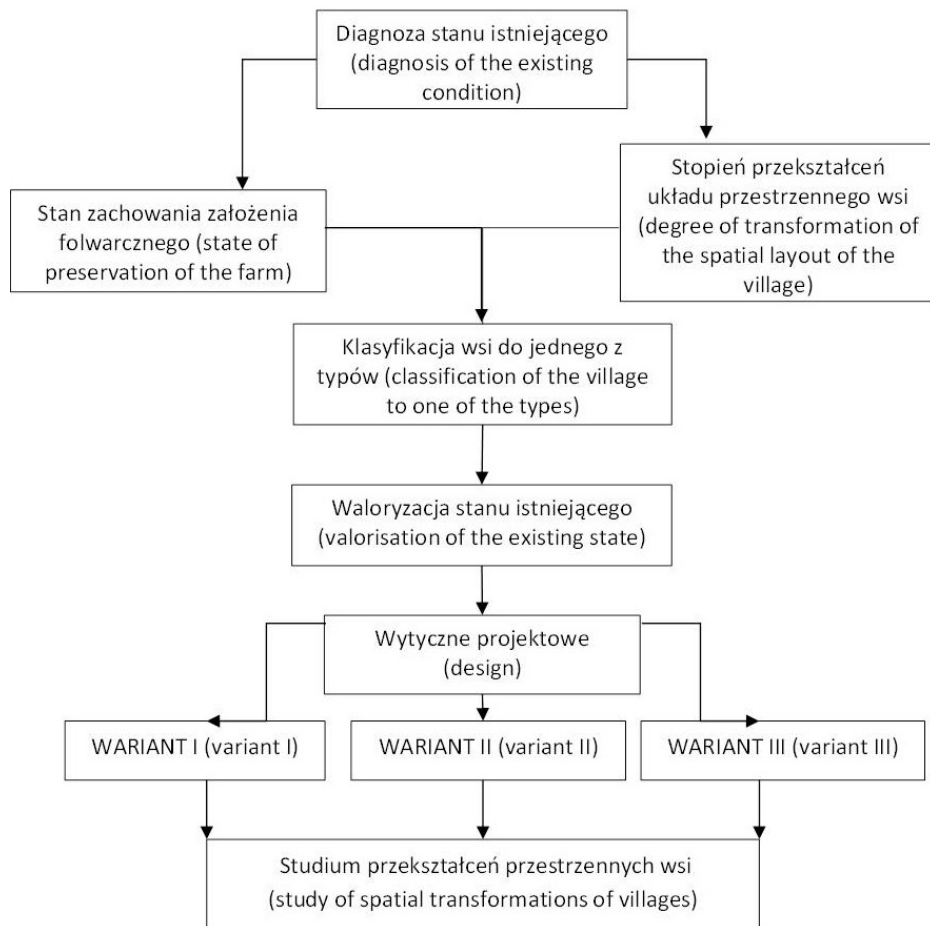 Diagnoza stanu istniejącego
(diagnosis of the existing
condition)
Stan zachowania założenia
folwarcznego (state of
preservation of the farm)
Stopień przekształceń
układu przestrzennego wsi
(degree of transformation of
the spatial layout of the
village)
Klasyfikacja wsi do jednego z
typów (classification of the village
to one of the types)
Waloryzacja stanu istniejącego
(valorisation of the existing state)
Wytyczne projektowe
(design)
WARIANT I (variant I)
WARIANT II (variant II)
WARIANT III (variant III)
Studium przekształceń przestrzennych wsi
(study of spatial transformations of villages)